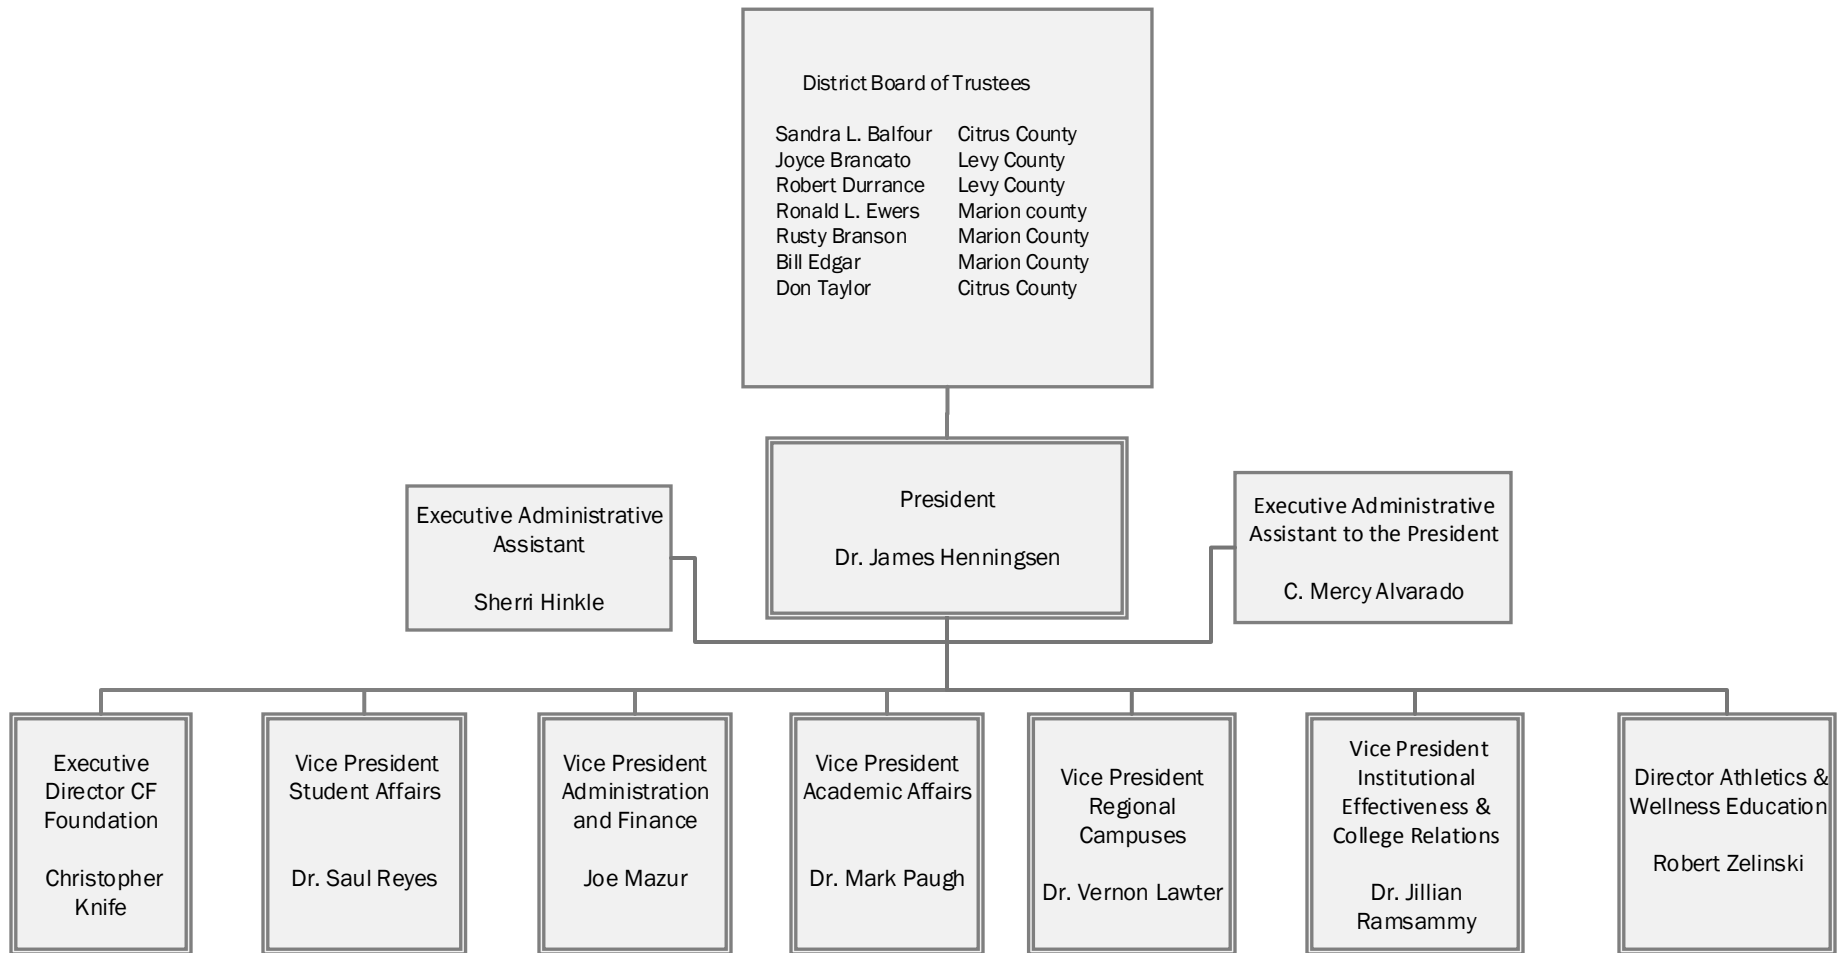 District Board of Trustees
Sandra L. Balfour Citrus County
Joyce Brancato Levy County
Robert Durrance Levy County
Ronald L. Ewers Marion county
Rusty Branson Marion County
Bill Edgar Marion County
Don Taylor Citrus County
President
Dr. James Henningsen
Executive Administrative
Assistant
Sherri Hinkle
Executive Administrative
Assistant to the President
C. Mercy Alvarado
Executive
Director CF
Foundation
Christopher
Knife
Vice President
Student Affairs
Dr. Saul Reyes
Vice President
Administration
and Finance
Joe Mazur
Vice President
Academic Affairs
Dr. Mark Paugh
Vice President
Regional
Campuses
Dr. Vernon Lawter
Vice President
Institutional
Effectiveness &
College Relations
Dr. Jillian
Ramsammy
Director Athletics &
Wellness Education
Robert Zelinski